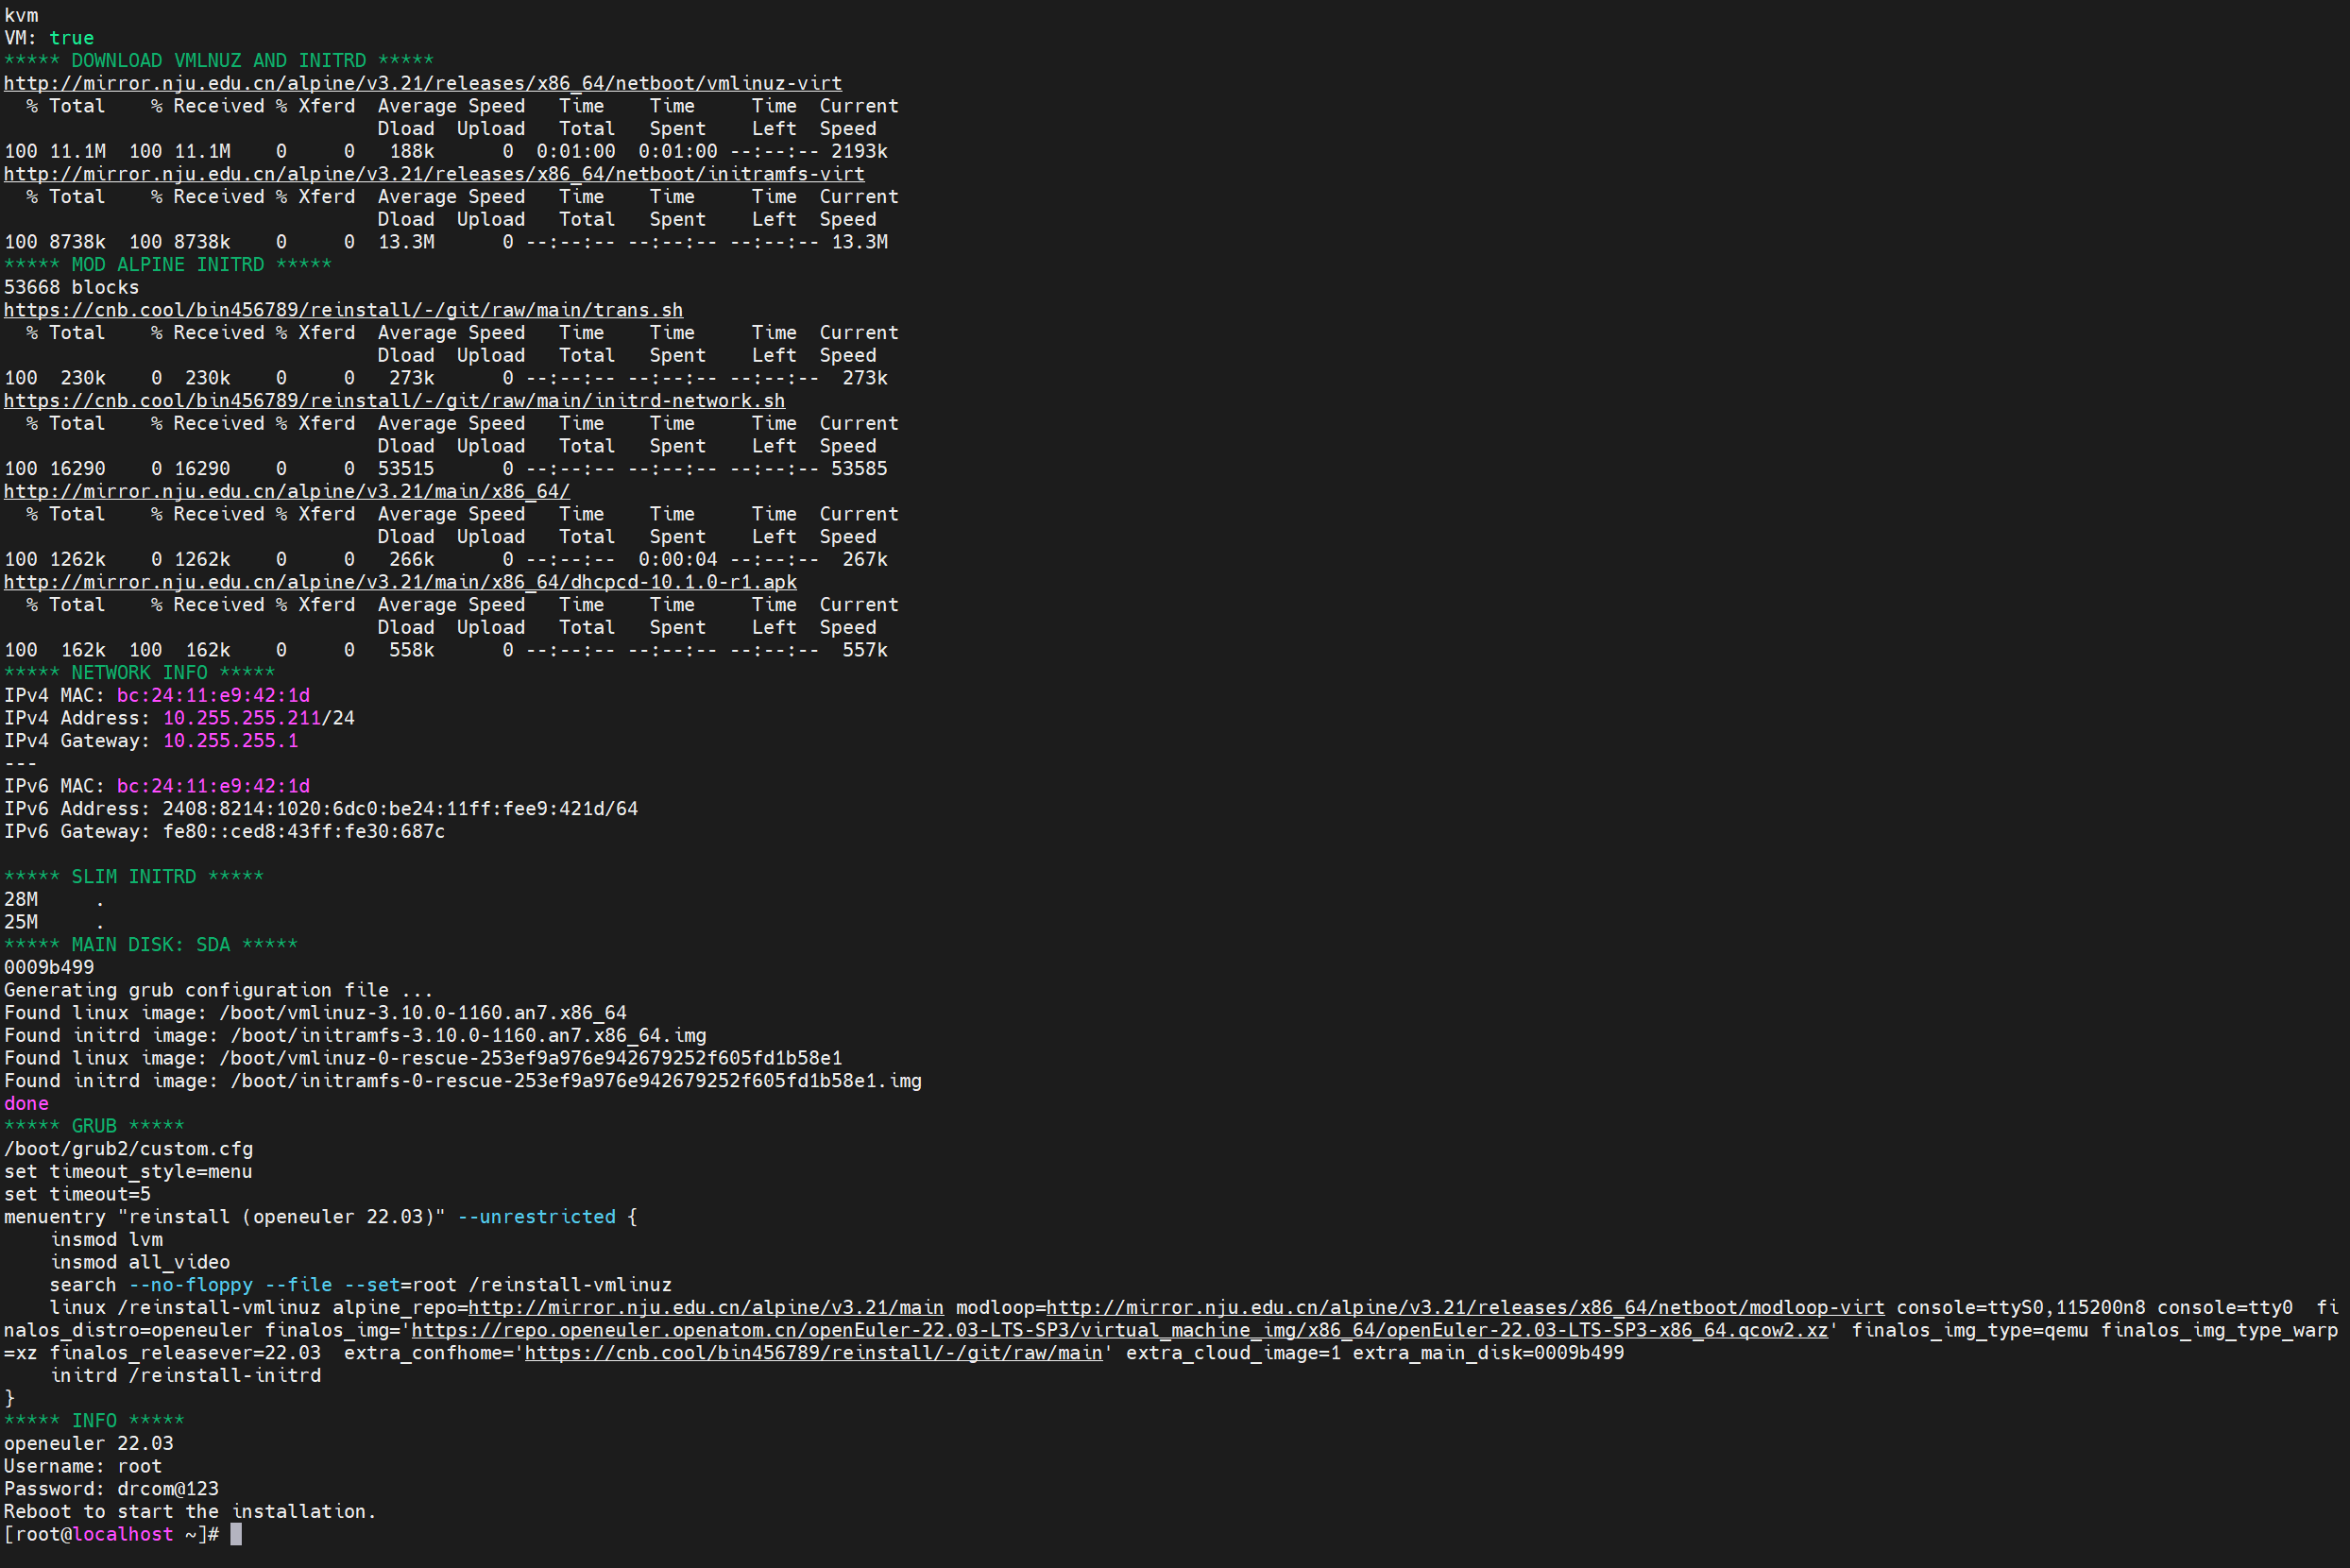 kvm
VM: true
***** DOWNLOAD VMLNUZ AND INITRD *****
http://mirror.nju.edu.cn/alpine/v3.21/releases/x86_64/netboot/vmlinuz-virt
  % Total    % Received % Xferd  Average Speed   Time    Time     Time  Current
                                 Dload  Upload   Total   Spent    Left  Speed
100 11.1M  100 11.1M    0     0   188k      0  0:01:00  0:01:00 --:--:-- 2193k
http://mirror.nju.edu.cn/alpine/v3.21/releases/x86_64/netboot/initramfs-virt
  % Total    % Received % Xferd  Average Speed   Time    Time     Time  Current
                                 Dload  Upload   Total   Spent    Left  Speed
100 8738k  100 8738k    0     0  13.3M      0 --:--:-- --:--:-- --:--:-- 13.3M
***** MOD ALPINE INITRD *****
53668 blocks
https://cnb.cool/bin456789/reinstall/-/git/raw/main/trans.sh
  % Total    % Received % Xferd  Average Speed   Time    Time     Time  Current
                                 Dload  Upload   Total   Spent    Left  Speed
100  230k    0  230k    0     0   273k      0 --:--:-- --:--:-- --:--:--  273k
https://cnb.cool/bin456789/reinstall/-/git/raw/main/initrd-network.sh
  % Total    % Received % Xferd  Average Speed   Time    Time     Time  Current
                                 Dload  Upload   Total   Spent    Left  Speed
100 16290    0 16290    0     0  53515      0 --:--:-- --:--:-- --:--:-- 53585
http://mirror.nju.edu.cn/alpine/v3.21/main/x86_64/
  % Total    % Received % Xferd  Average Speed   Time    Time     Time  Current
                                 Dload  Upload   Total   Spent    Left  Speed
100 1262k    0 1262k    0     0   266k      0 --:--:--  0:00:04 --:--:--  267k
http://mirror.nju.edu.cn/alpine/v3.21/main/x86_64/dhcpcd-10.1.0-r1.apk
  % Total    % Received % Xferd  Average Speed   Time    Time     Time  Current
                                 Dload  Upload   Total   Spent    Left  Speed
100  162k  100  162k    0     0   558k      0 --:--:-- --:--:-- --:--:--  557k
***** NETWORK INFO *****
IPv4 MAC: bc:24:11:e9:42:1d
IPv4 Address: 10.255.255.211/24
IPv4 Gateway: 10.255.255.1
---
IPv6 MAC: bc:24:11:e9:42:1d
IPv6 Address: 2408:8214:1020:6dc0:be24:11ff:fee9:421d/64
IPv6 Gateway: fe80::ced8:43ff:fe30:687c

***** SLIM INITRD *****
28M     .
25M     .
***** MAIN DISK: SDA *****
0009b499
Generating grub configuration file ...
Found linux image: /boot/vmlinuz-3.10.0-1160.an7.x86_64
Found initrd image: /boot/initramfs-3.10.0-1160.an7.x86_64.img
Found linux image: /boot/vmlinuz-0-rescue-253ef9a976e942679252f605fd1b58e1
Found initrd image: /boot/initramfs-0-rescue-253ef9a976e942679252f605fd1b58e1.img
done
***** GRUB *****
/boot/grub2/custom.cfg
set timeout_style=menu
set timeout=5
menuentry "reinstall (openeuler 22.03)" --unrestricted {
    insmod lvm
    insmod all_video
    search --no-floppy --file --set=root /reinstall-vmlinuz
    linux /reinstall-vmlinuz alpine_repo=http://mirror.nju.edu.cn/alpine/v3.21/main modloop=http://mirror.nju.edu.cn/alpine/v3.21/releases/x86_64/netboot/modloop-virt console=ttyS0,115200n8 console=tty0  fi
nalos_distro=openeuler finalos_img='https://repo.openeuler.openatom.cn/openEuler-22.03-LTS-SP3/virtual_machine_img/x86_64/openEuler-22.03-LTS-SP3-x86_64.qcow2.xz' finalos_img_type=qemu finalos_img_type_warp
=xz finalos_releasever=22.03  extra_confhome='https://cnb.cool/bin456789/reinstall/-/git/raw/main' extra_cloud_image=1 extra_main_disk=0009b499
    initrd /reinstall-initrd
}
***** INFO *****
openeuler 22.03
Username: root
Password: drcom@123
Reboot to start the installation.
[root@localhost ~]#